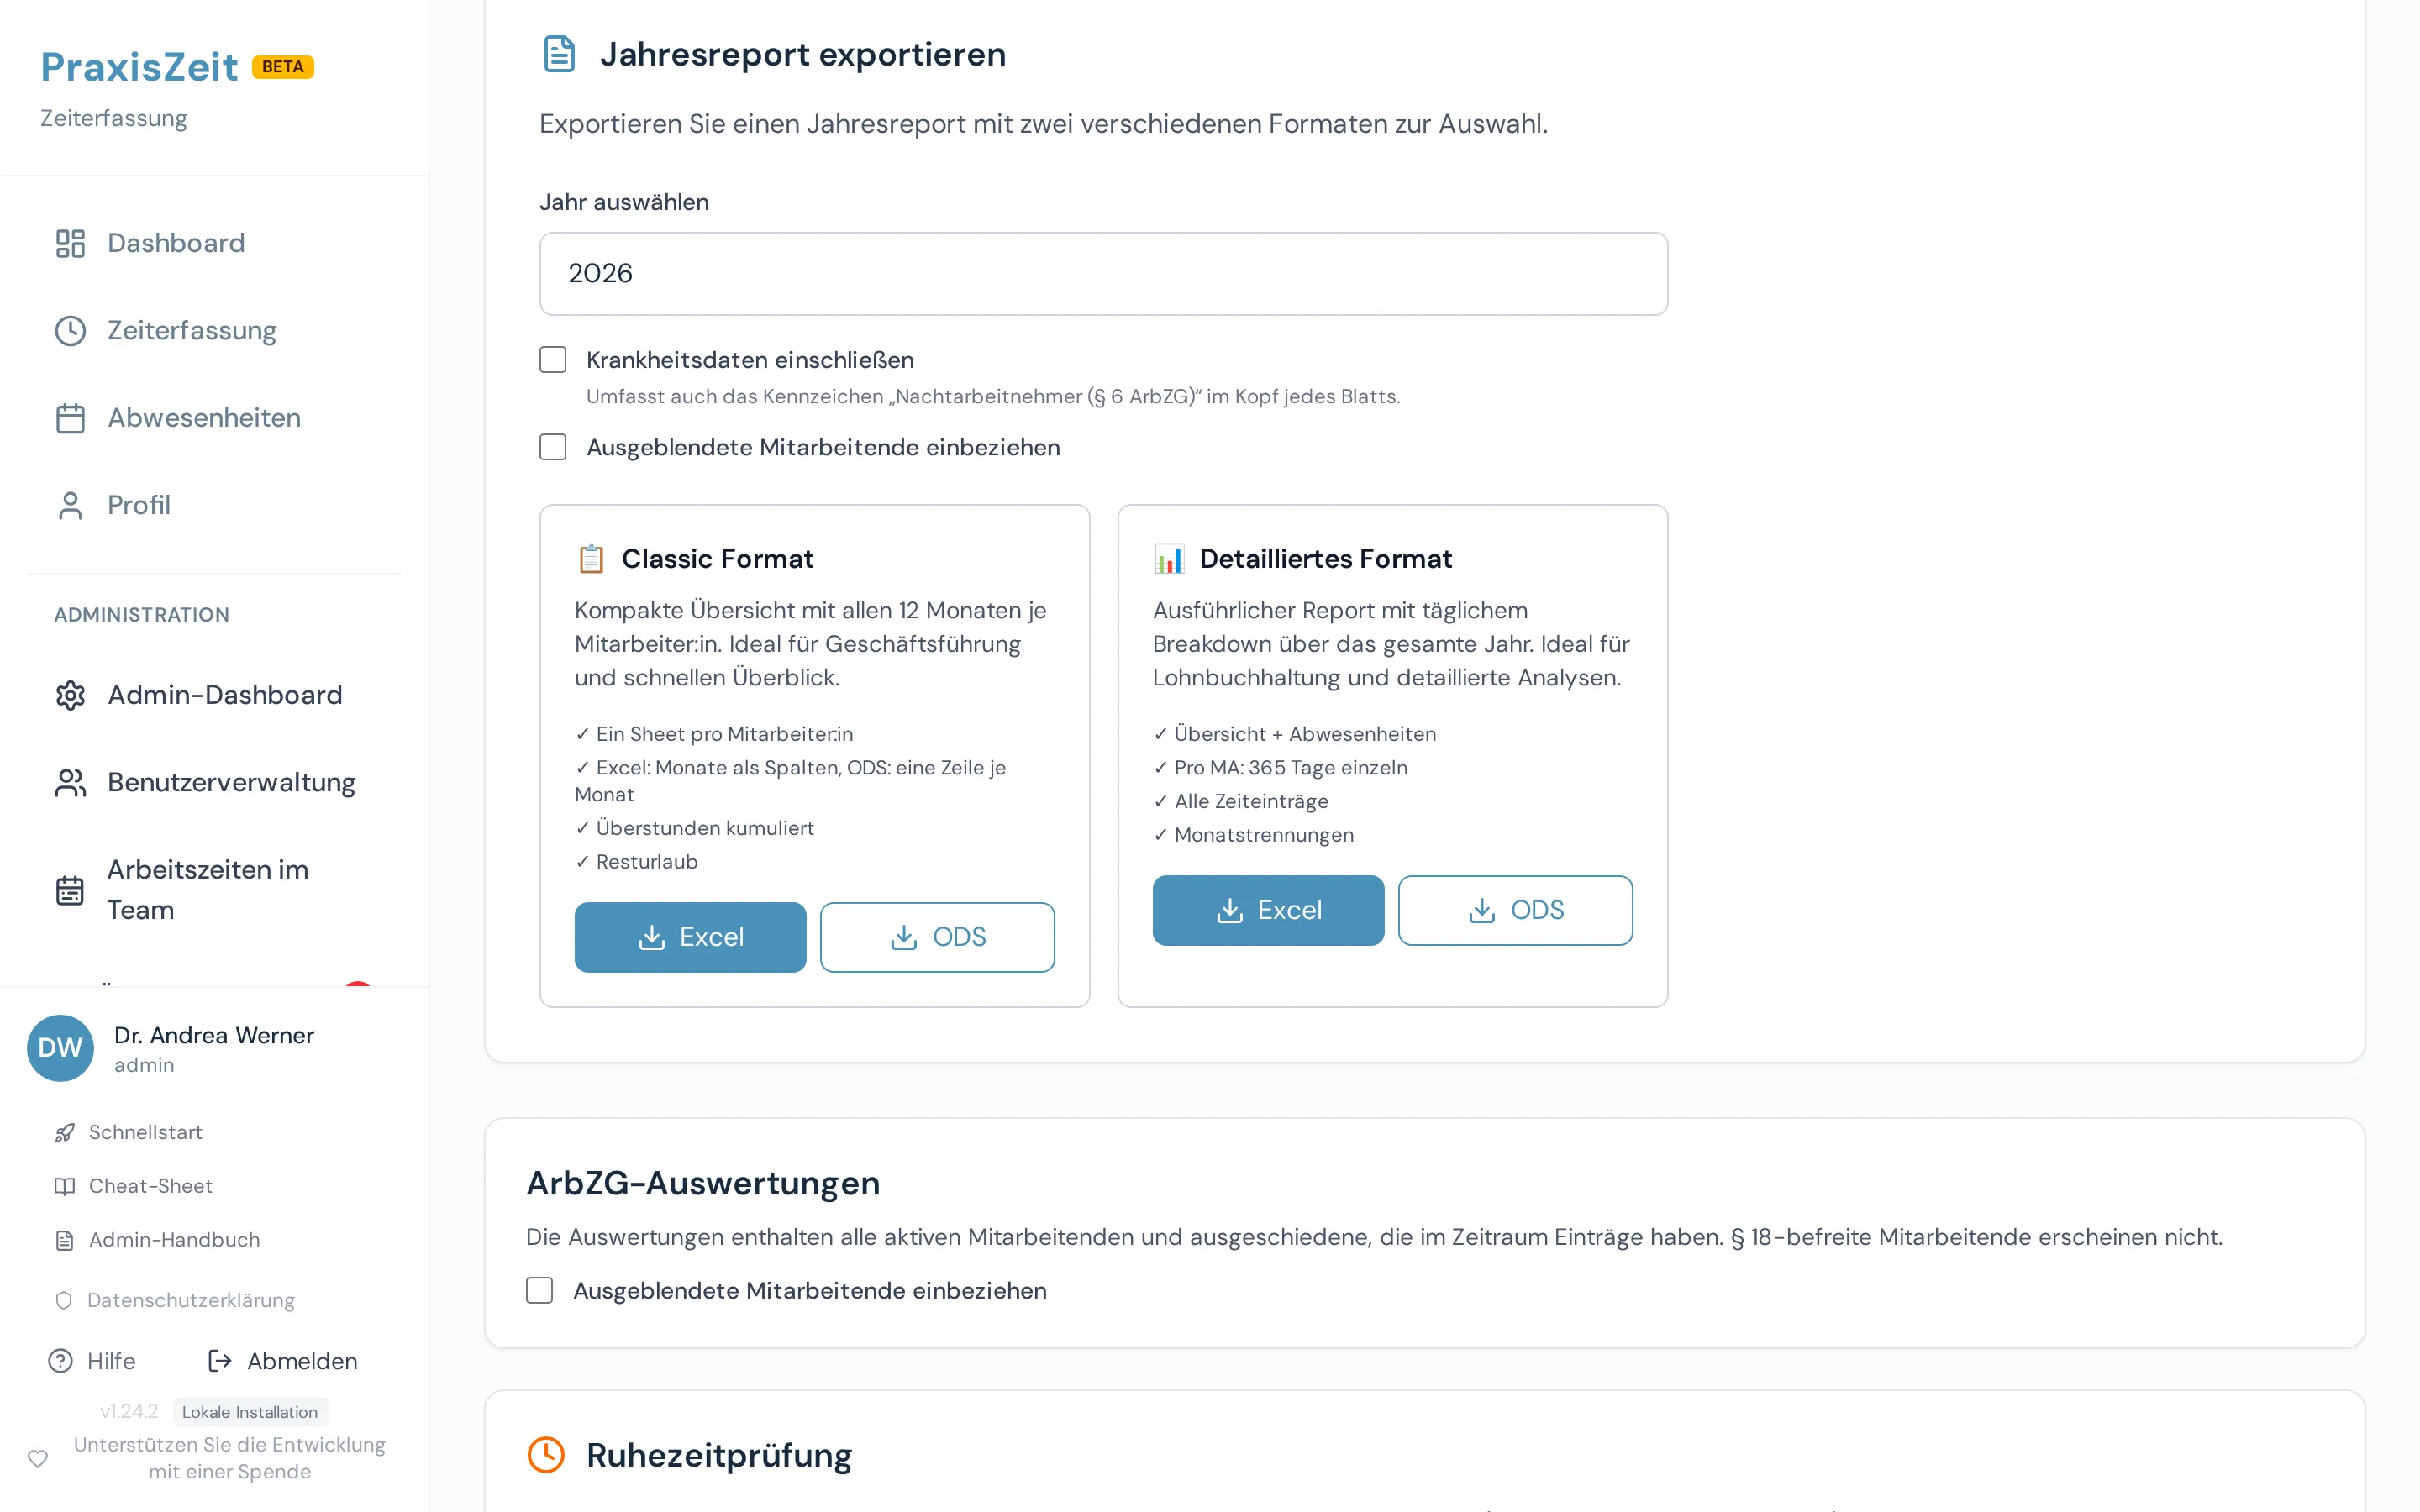 PraxisZeit BETA
Zeiterfassung
Dashboard
Zeiterfassung
Abwesenheiten
Profil
ADMINISTRATION
Admin-Dashboard
Benutzerverwaltung
Arbeitszeiten im
Team
DW
Dr. Andrea Werner
admin
Schnellstart
Cheat-Sheet
Admin-Handbuch
Datenschutzerklärung
Hilfe
Abmelden
v1.24.2 Lokale Installation
Unterstützen Sie die Entwicklung
mit einer Spende
Jahresreport exportieren
Exportieren Sie einen Jahresreport mit zwei verschiedenen Formaten zur Auswahl.
Jahr auswählen
2026
Krankheitsdaten einschließen
Umfasst auch das Kennzeichen „Nachtarbeitnehmer (§ 6 ArbZG)“ im Kopf jedes Blatts.
Ausgeblendete Mitarbeitende einbeziehen
📋 Classic Format
Kompakte Übersicht mit allen 12 Monaten je
Mitarbeiter:in. Ideal für Geschäftsführung
und schnellen Überblick.
✓ Ein Sheet pro Mitarbeiter:in
✓ Excel: Monate als Spalten, ODS: eine Zeile je
Monat
✓ Überstunden kumuliert
✓ Resturlaub
Excel
ODS
📊 Detailliertes Format
Ausführlicher Report mit täglichem
Breakdown über das gesamte Jahr. Ideal für
Lohnbuchhaltung und detaillierte Analysen.
✓ Übersicht + Abwesenheiten
✓ Pro MA: 365 Tage einzeln
✓ Alle Zeiteinträge
✓ Monatstrennungen
Excel
ODS
ArbZG-Auswertungen
Die Auswertungen enthalten alle aktiven Mitarbeitenden und ausgeschiedene, die im Zeitraum Einträge haben. § 18-befreite Mitarbeitende erscheinen nicht.
Ausgeblendete Mitarbeitende einbeziehen
Ruhezeitprüfung